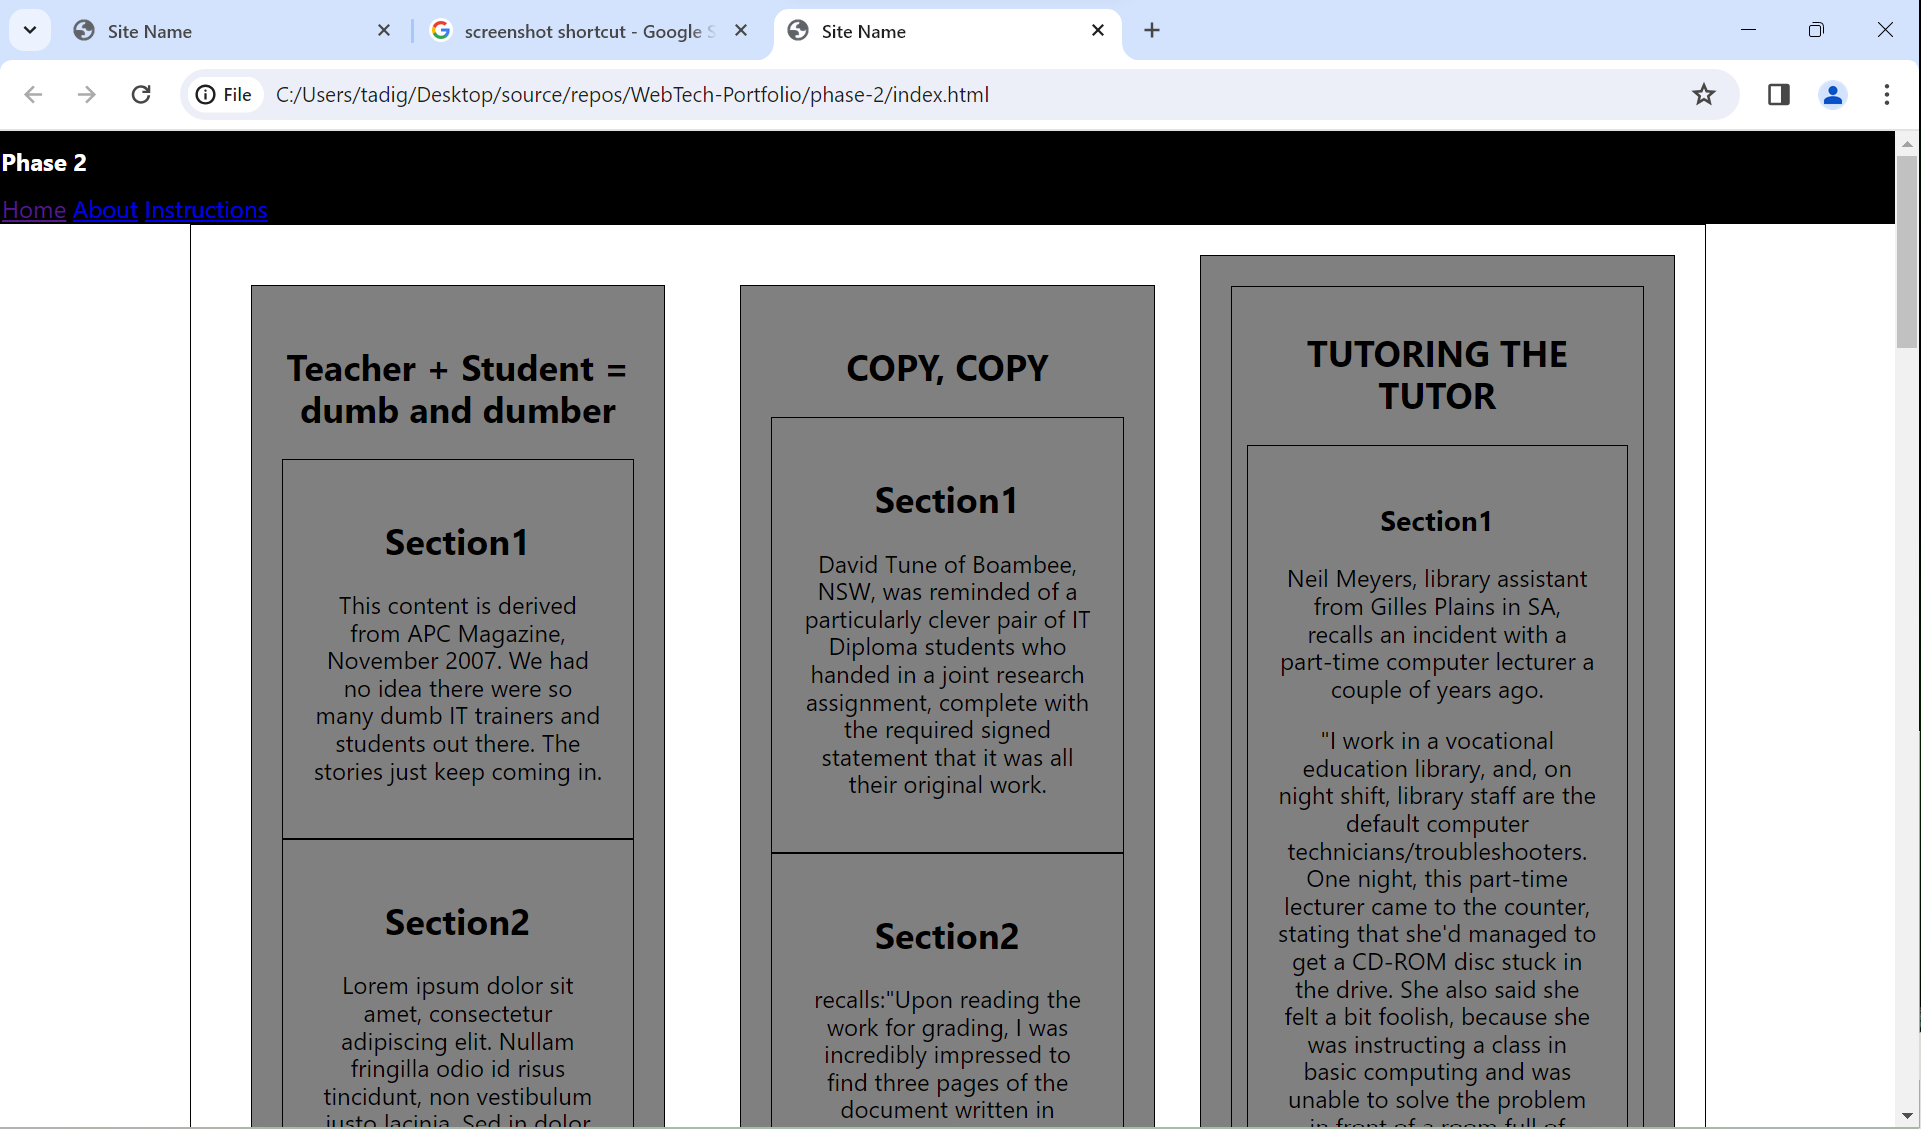 Site Name
screenshot shortcut - Google S
Site Name
File
C:/Users/tadig/Desktop/source/repos/WebTech-Portfolio/phase-2/index.html
Phase 2
Home About Instructions
Teacher + Student =
dumb and dumber
Section1
This content is derived
from APC Magazine,
November 2007. We had
no idea there were so
many dumb IT trainers and
students out there. The
stories just keep coming in.
Section2
Lorem ipsum dolor sit
amet, consectetur
adipiscing elit. Nullam
fringilla odio id risus
tincidunt, non vestibulum
justo lacinia. Sed in dolor
COPY, COPY
Section1
David Tune of Boambee,
NSW, was reminded of a
particularly clever pair of IT
Diploma students who
handed in a joint research
assignment, complete with
the required signed
statement that it was all
their original work.
Section2
recalls:"Upon reading the
work for grading, I was
incredibly impressed to
find three pages of the
document written in
TUTORING THE
TUTOR
Section1
Neil Meyers, library assistant
from Gilles Plains in SA,
recalls an incident with a
part-time computer lecturer a
couple of years ago.
"I work in a vocational
education library, and, on
night shift, library staff are the
default computer
technicians/troubleshooters.
One night, this part-time
lecturer came to the counter,
stating that she'd managed to
get a CD-ROM disc stuck in
the drive. She also said she
felt a bit foolish, because she
was instructing a class in
basic computing and was
unable to solve the problem
in front of a room full of